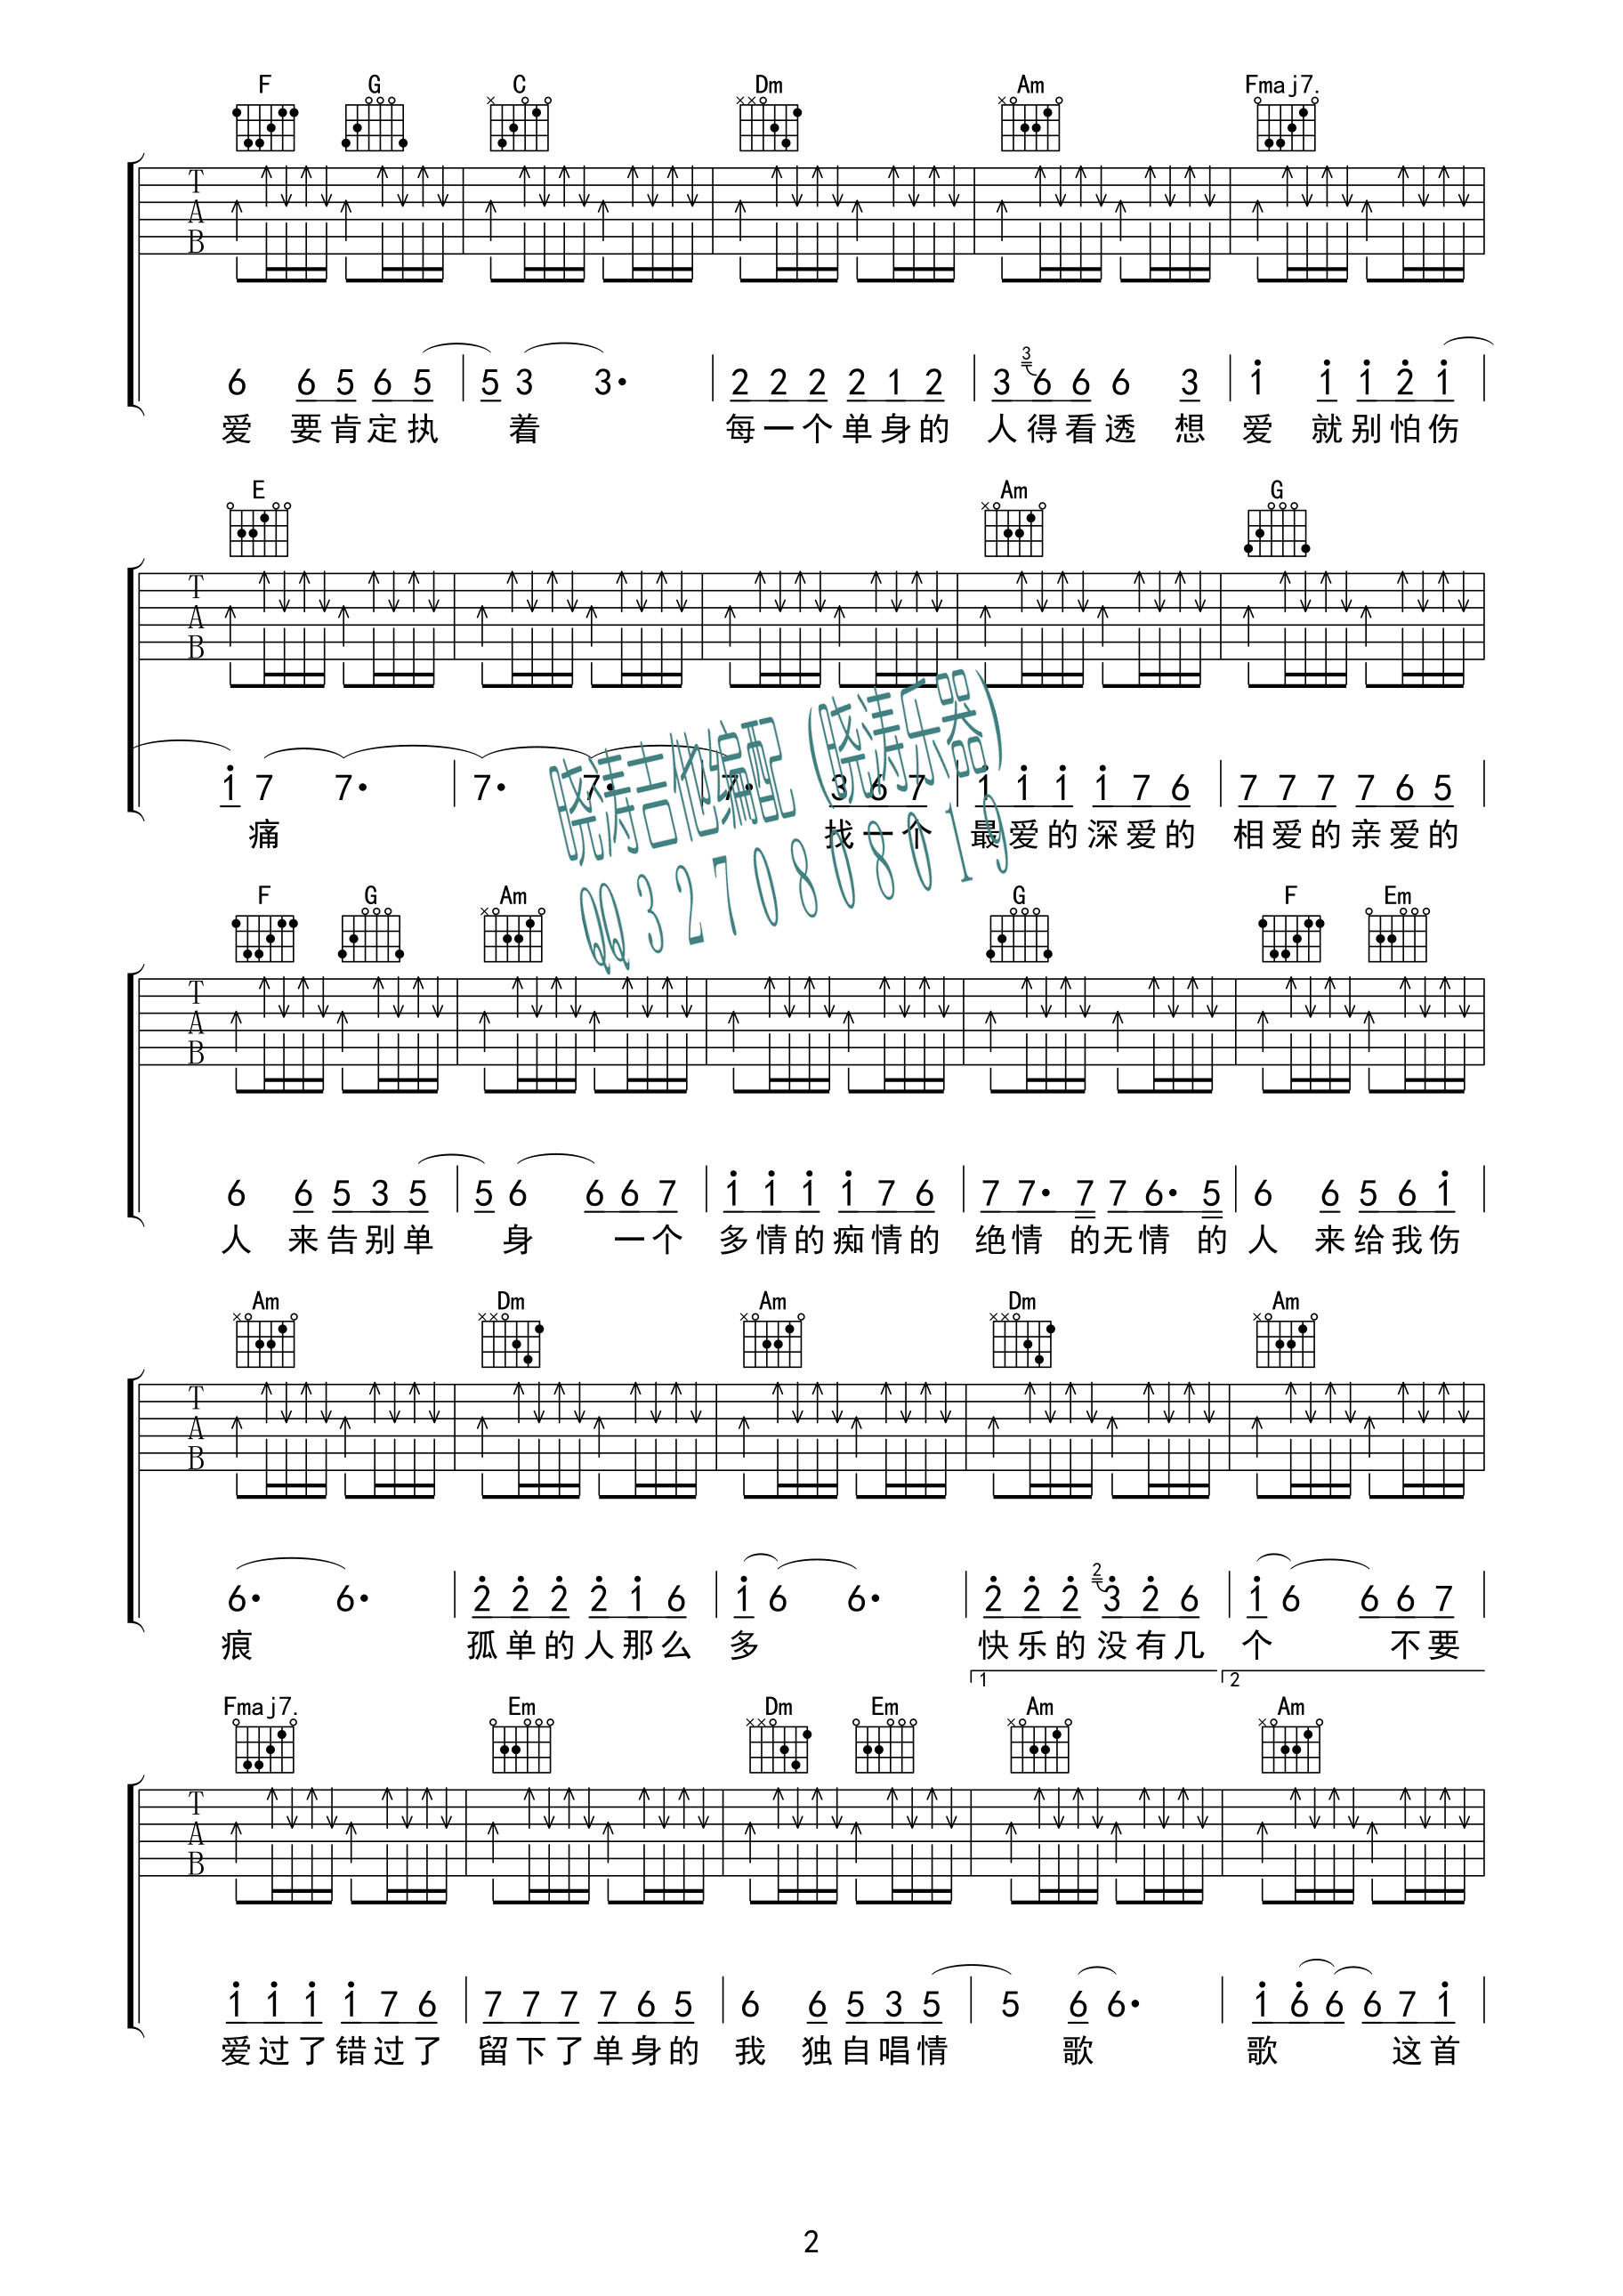 F G C Dm Am Fmaj7.
T
A
B
6 6 5 6 5 | 5 3 3· | 2 2 2 2 1 2 | 3 3 6 6 6 3 | 1 1 1 2 1 |
爱 要肯定执 着 每一个单身的 人得看透 想 爱 就别怕伤
E Am G
T
A
B
1 7 7· | 7· 7· | 7· 3 6 7 | 1 1 1 1 7 6 | 7 7 7 7 6 5 |
痛 找一个 最爱的深爱的 相爱的亲爱的
晓涛吉他编配（晓涛乐器）
QQ3270808019
F G Am G F Em
T
A
B
6 6 5 3 5 | 5 6 6 6 7 | 1 1 1 1 7 6 | 7 7· 7 7 6· 5 | 6 6 5 6 1 |
人 来告别单 身 一个 多情的痴情的 绝情 的无情 的 人 来给我伤
Am Dm Am Dm Am
T
A
B
6· 6· | 2 2 2 2 1 6 | 1 6 6· | 2 2 2 2 3 2 6 | 1 6 6 6 7 |
痕 孤单的人那么 多 快乐的没有几 个 不要
1 2
Fmaj7. Em Dm Em Am Am
T
A
B
1 1 1 1 7 6 | 7 7 7 7 6 5 | 6 6 5 3 5 | 5 6 6· | 1 6 6 6 7 1 |
爱过了错过了 留下了单身的 我 独自唱情 歌 歌 这首
2